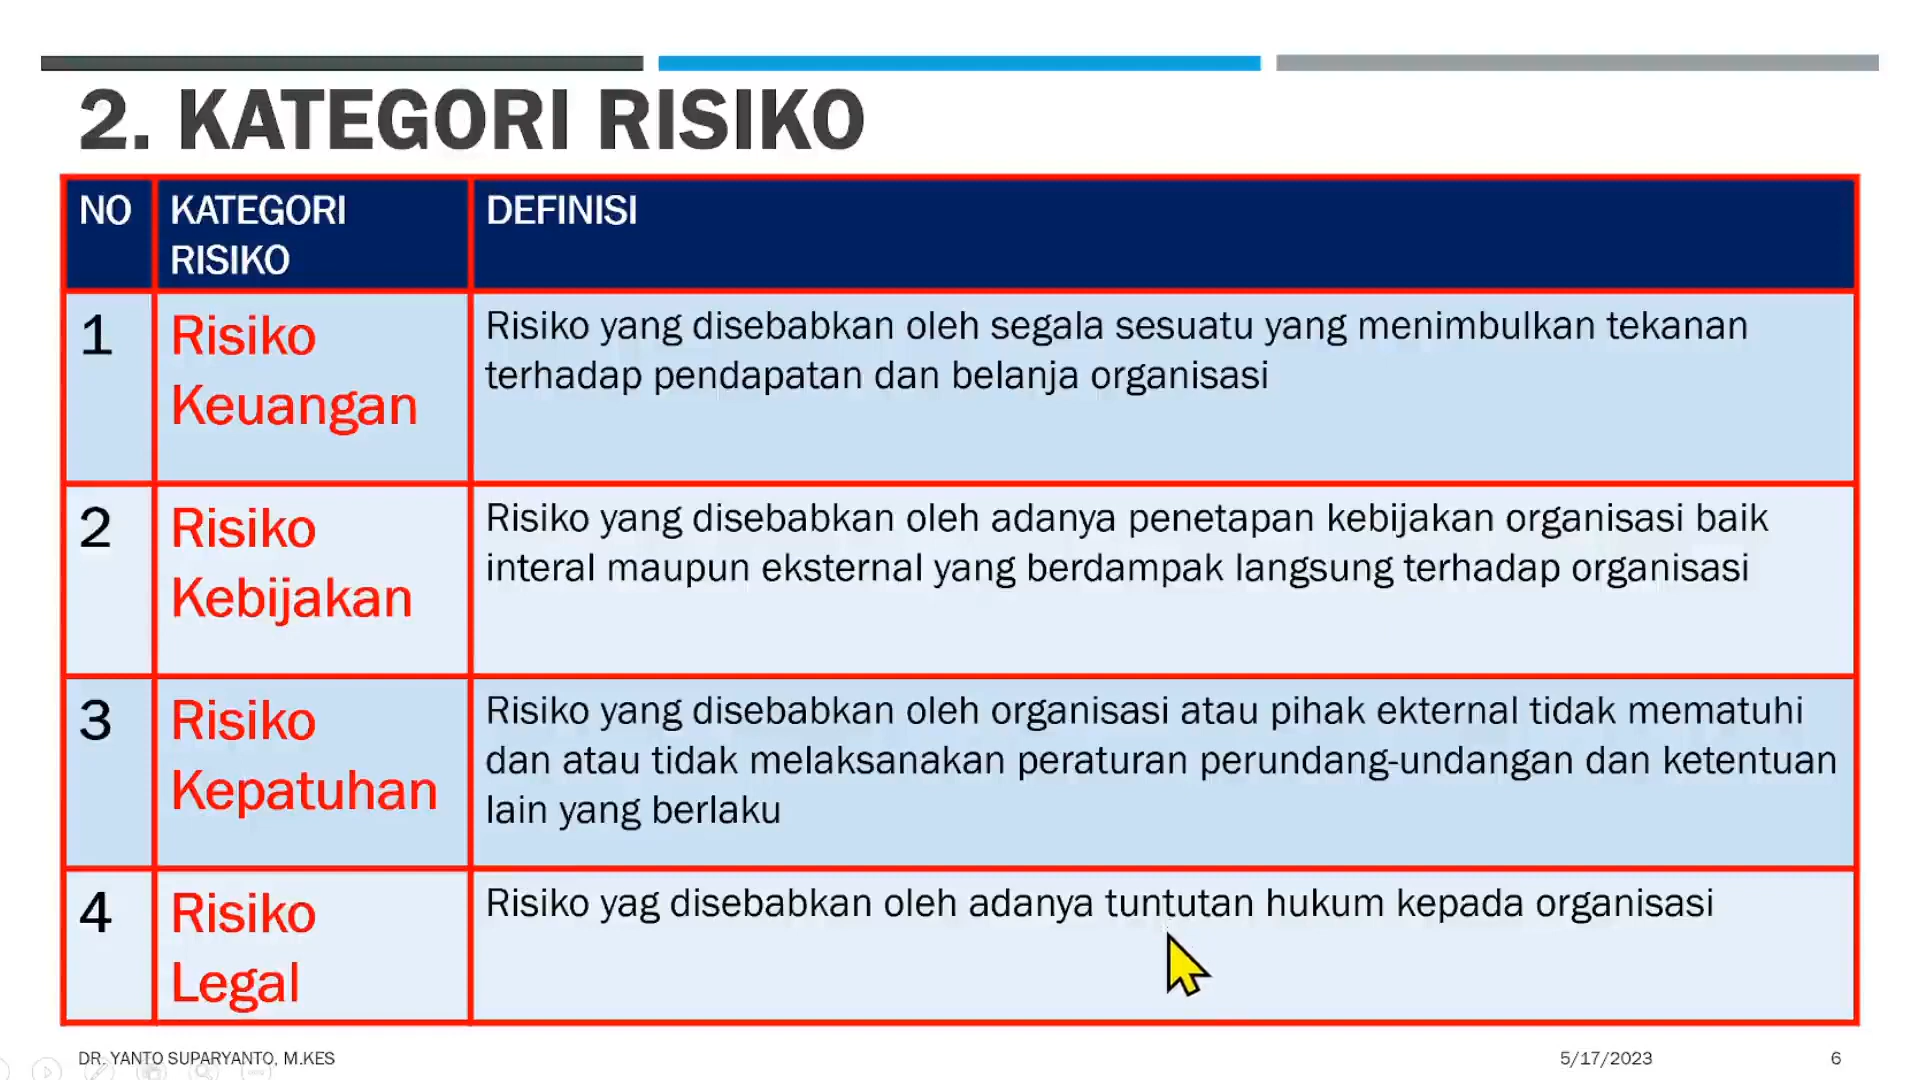 2. KATEGORI RISIKO
NO
KATEGORI
RISIKO
DEFINISI
1
Risiko
Keuangan
Risiko yang disebabkan oleh segala sesuatu yang menimbulkan tekanan
terhadap pendapatan dan belanja organisasi
2
Risiko
Kebijakan
Risiko yang disebabkan oleh adanya penetapan kebijakan organisasi baik
interal maupun eksternal yang berdampak langsung terhadap organisasi
3
Risiko
Kepatuhan
Risiko yang disebabkan oleh organisasi atau pihak ekternal tidak mematuhi
dan atau tidak melaksanakan peraturan perundang-undangan dan ketentuan
lain yang berlaku
4
Risiko
Legal
Risiko yag disebabkan oleh adanya tuntutan hukum kepada organisasi
DR. YANTO SUPARYANTO, M.KES
5/17/2023
6